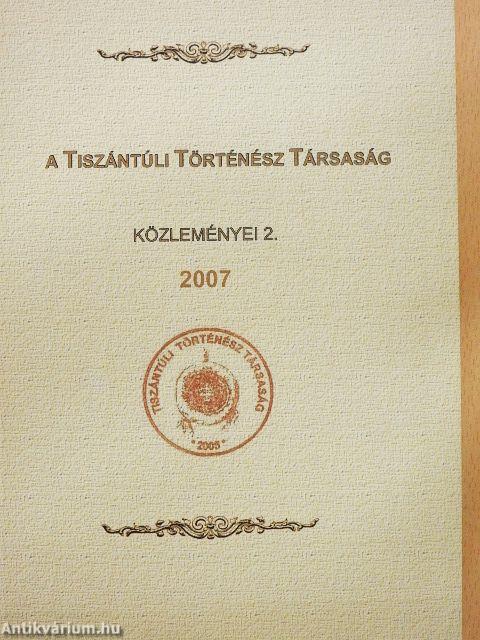 A TISZÁNTÚLI TÖRTÉNÉSZ TÁRSASÁG
KÖZLEMÉNYEI 2.
2007
TISZÁNTÚLI TÖRTÉNÉSZ TÁRSASÁG
* 2005 *
Antikvárium.hu